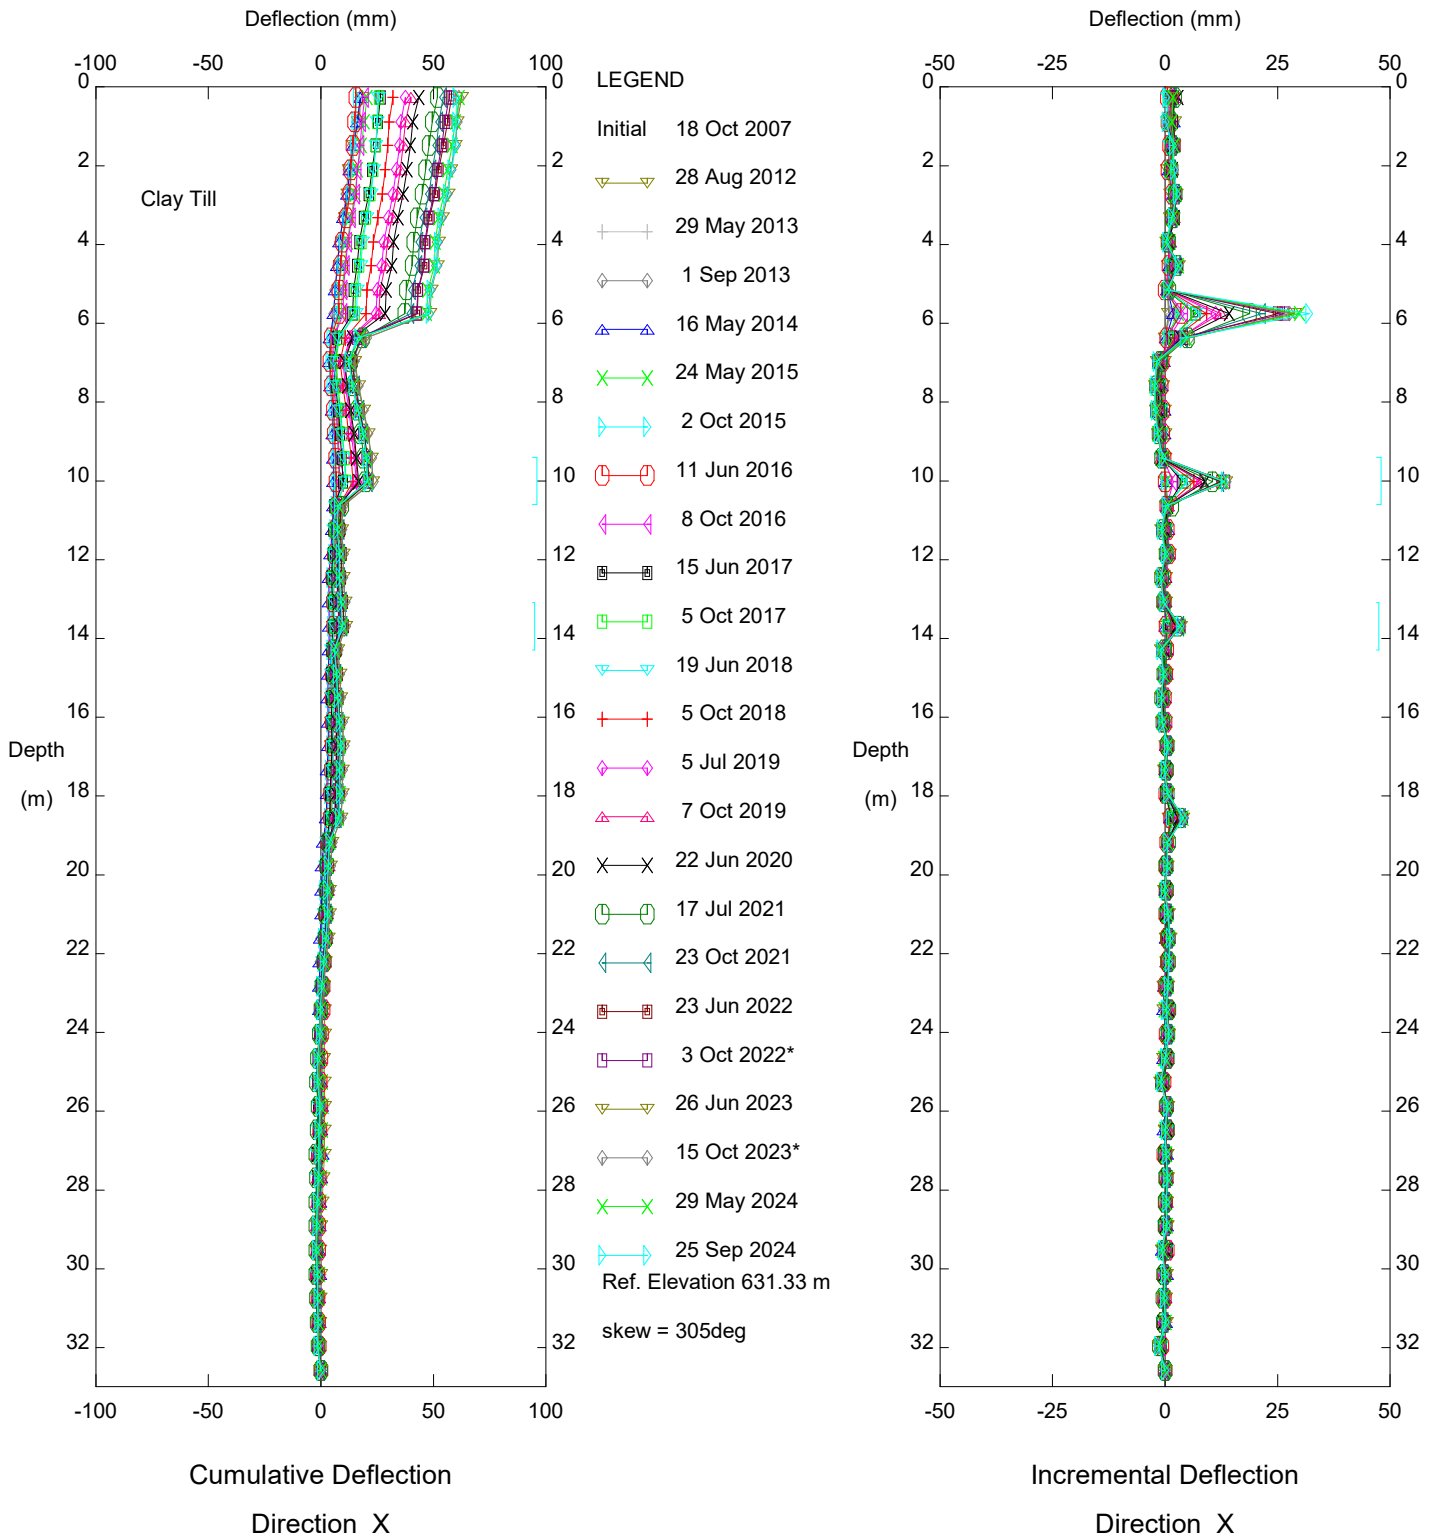 Deflection (mm)
-100 -50 0 50 100
0 0
2 2
4 4
6 6
8 8
10 10
12 12
14 14
16 16
18 18
20 20
22 22
24 24
26 26
28 28
30 30
32 32
-100 -50 0 50 100
Clay Till
Depth
(m)
Cumulative Deflection
Direction X
LEGEND
Initial 18 Oct 2007
28 Aug 2012
29 May 2013
1 Sep 2013
16 May 2014
24 May 2015
2 Oct 2015
11 Jun 2016
8 Oct 2016
15 Jun 2017
5 Oct 2017
19 Jun 2018
5 Oct 2018
5 Jul 2019
7 Oct 2019
22 Jun 2020
17 Jul 2021
23 Oct 2021
23 Jun 2022
3 Oct 2022*
26 Jun 2023
15 Oct 2023*
29 May 2024
25 Sep 2024
Ref. Elevation 631.33 m
skew = 305deg
Deflection (mm)
-50 -25 0 25 50
0 0
2 2
4 4
6 6
8 8
10 10
12 12
14 14
16 16
18 18
20 20
22 22
24 24
26 26
28 28
30 30
32 32
-50 -25 0 25 50
Depth
(m)
Incremental Deflection
Direction X